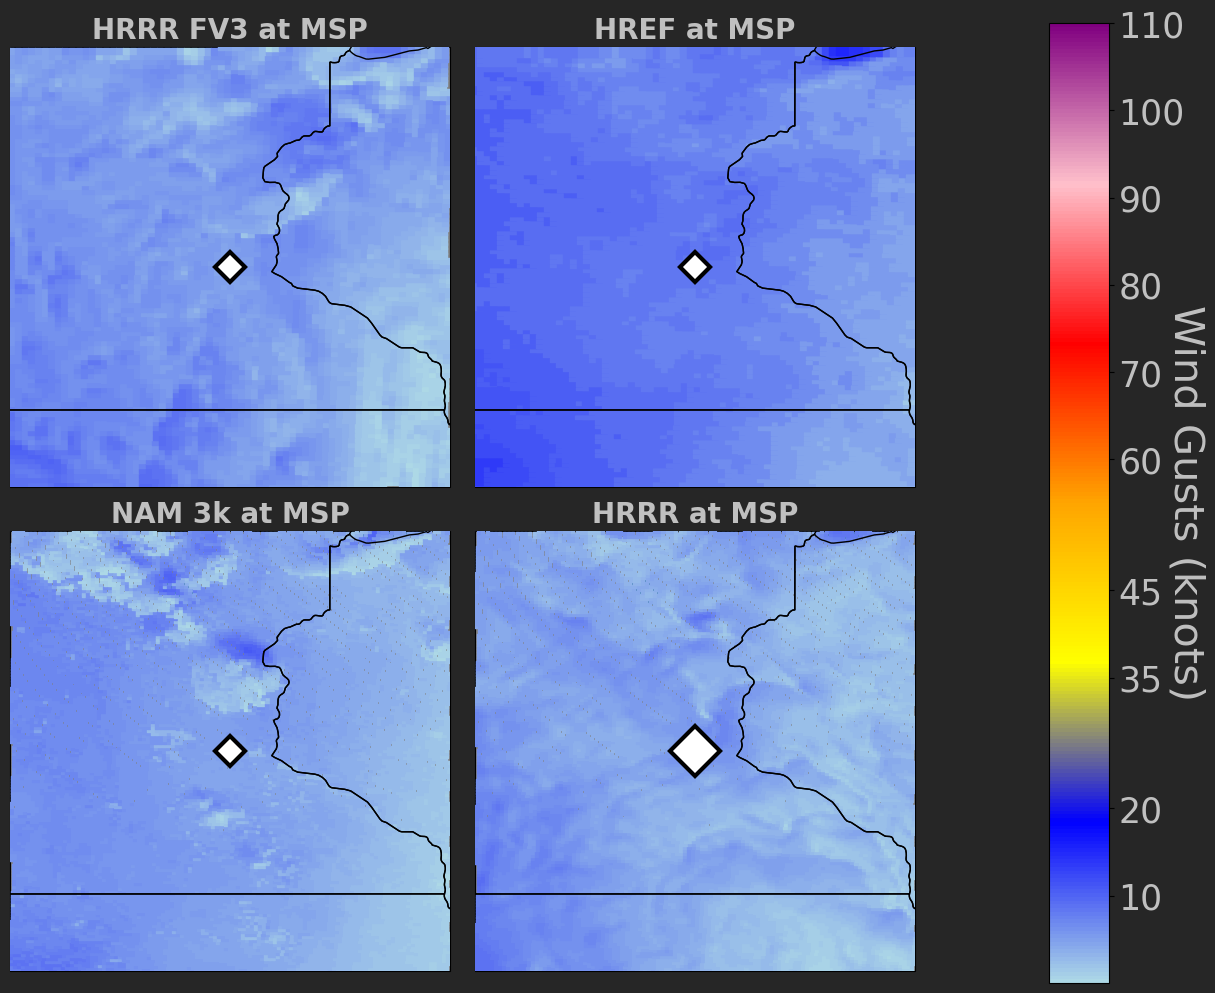 HRRR FV3 at MSP
HREF at MSP
NAM 3k at MSP
HRRR at MSP
110
100
90
80
70
60
45
35
20
10
Wind Gusts (knots)